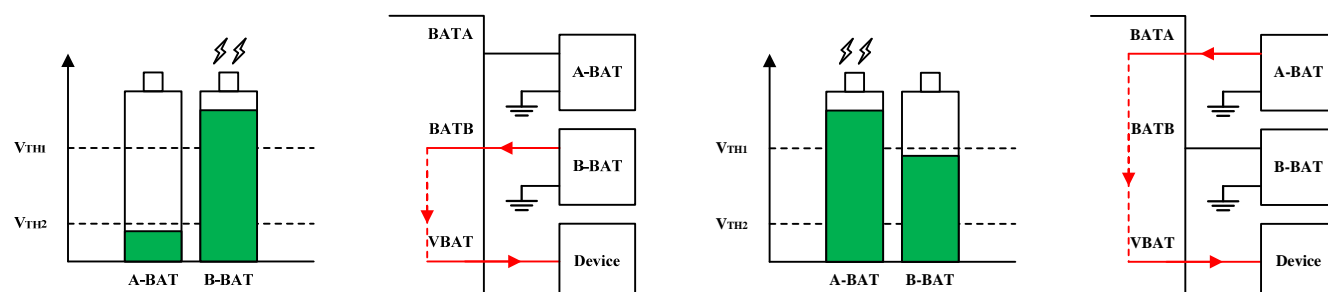 VTH1
VTH2
A-BAT B-BAT
BATA
A-BAT
BATB
B-BAT
VBAT
Device
VTH1
VTH2
A-BAT B-BAT
BATA
A-BAT
BATB
B-BAT
VBAT
Device